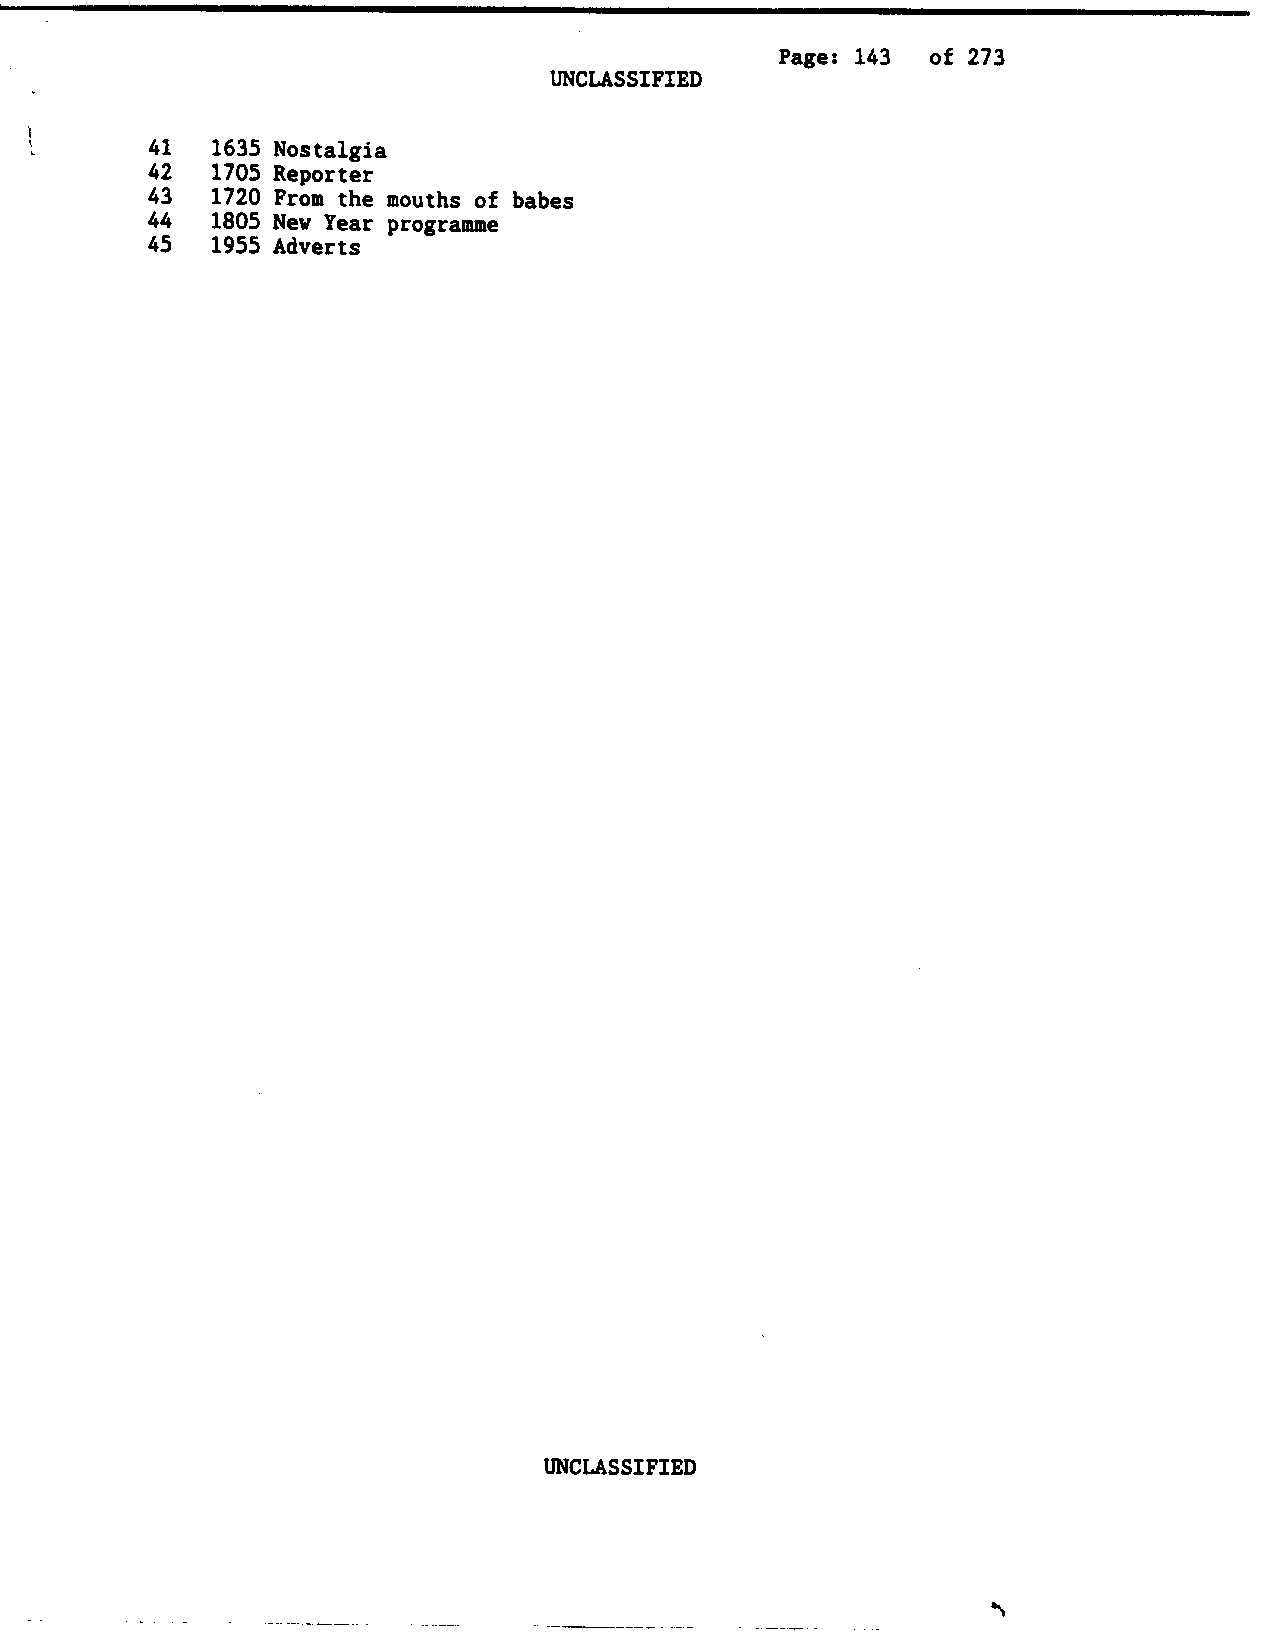 Page: 143 of 273
UNCLASSIFIED
41 1635 Nostalgia
42 1705 Reporter
43 1720 From the mouths of babes
44 1805 New Year programme
45 1955 Adverts
UNCLASSIFIED